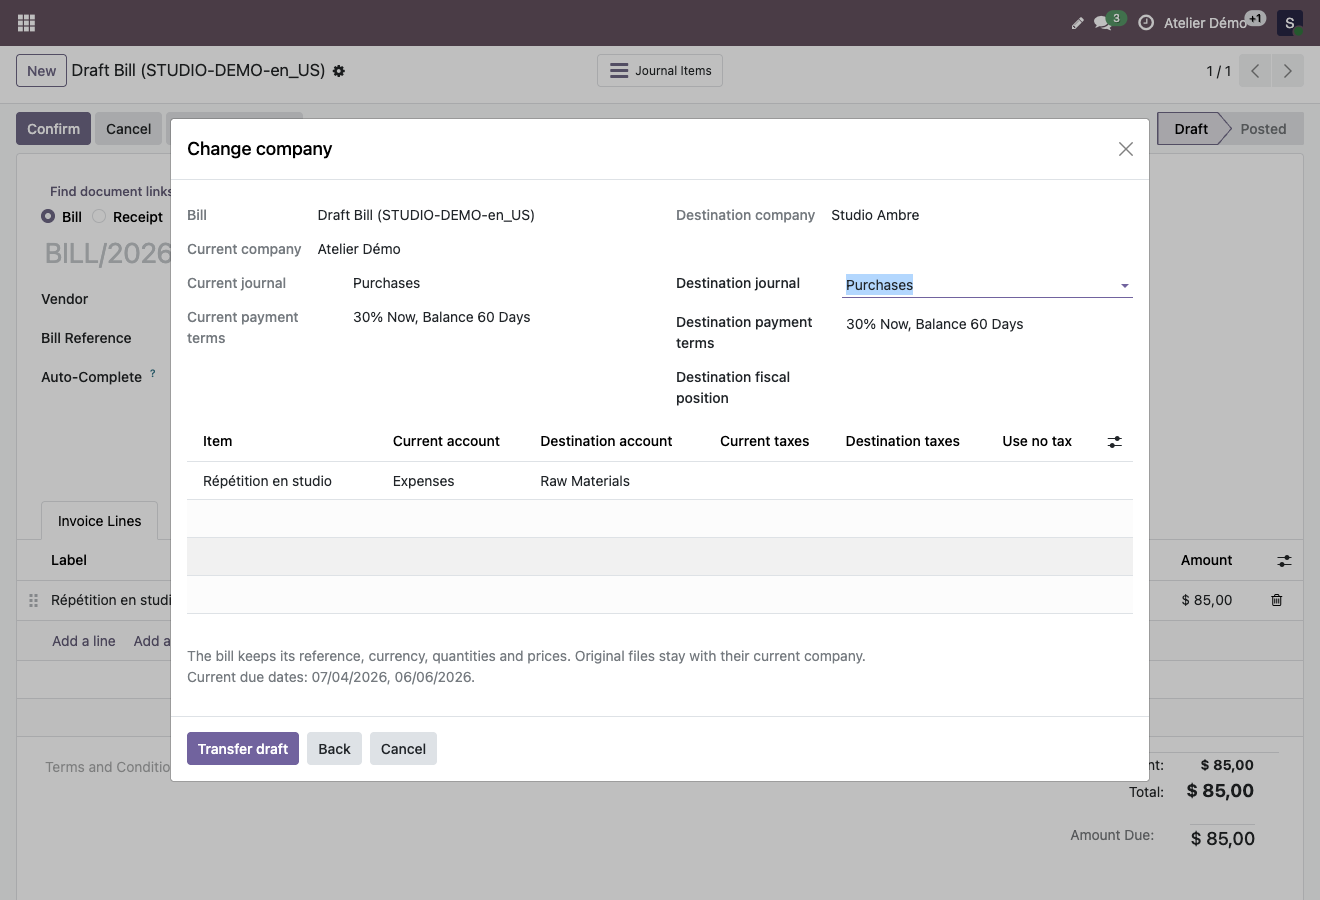 3
Atelier Démo
+1
S
New
Draft Bill (STUDIO-DEMO-en_US)
Journal Items
1 / 1
Confirm
Cancel
Draft
Posted
Find document links
Bill
Receipt
BILL/2026
Vendor
Bill Reference
Auto-Complete ?
Invoice Lines
Label
Amount
Répétition en studi
$ 85,00
Add a line
Add a
Terms and Conditio
nt: $ 85,00
Total: $ 85,00
Amount Due: $ 85,00
Change company
Bill
Draft Bill (STUDIO-DEMO-en_US)
Destination company
Studio Ambre
Current company
Atelier Démo
Current journal
Purchases
Destination journal
Purchases
Current payment
terms
30% Now, Balance 60 Days
Destination payment
terms
30% Now, Balance 60 Days
Destination fiscal
position
Item Current account Destination account Current taxes Destination taxes Use no tax
Répétition en studio Expenses Raw Materials
The bill keeps its reference, currency, quantities and prices. Original files stay with their current company.
Current due dates: 07/04/2026, 06/06/2026.
Transfer draft
Back
Cancel